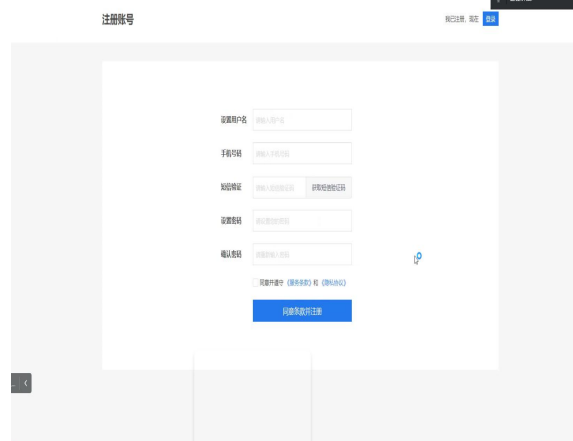 注册账号
我已注册，现在 登录
设置用户名 请输入用户名
手机号码 请输入手机号码
短信验证 请输入短信验证码 获取短信验证码
设置密码 请设置您的密码
确认密码 请重新输入密码
同意并遵守《服务条款》和《隐私协议》
同意条款并注册